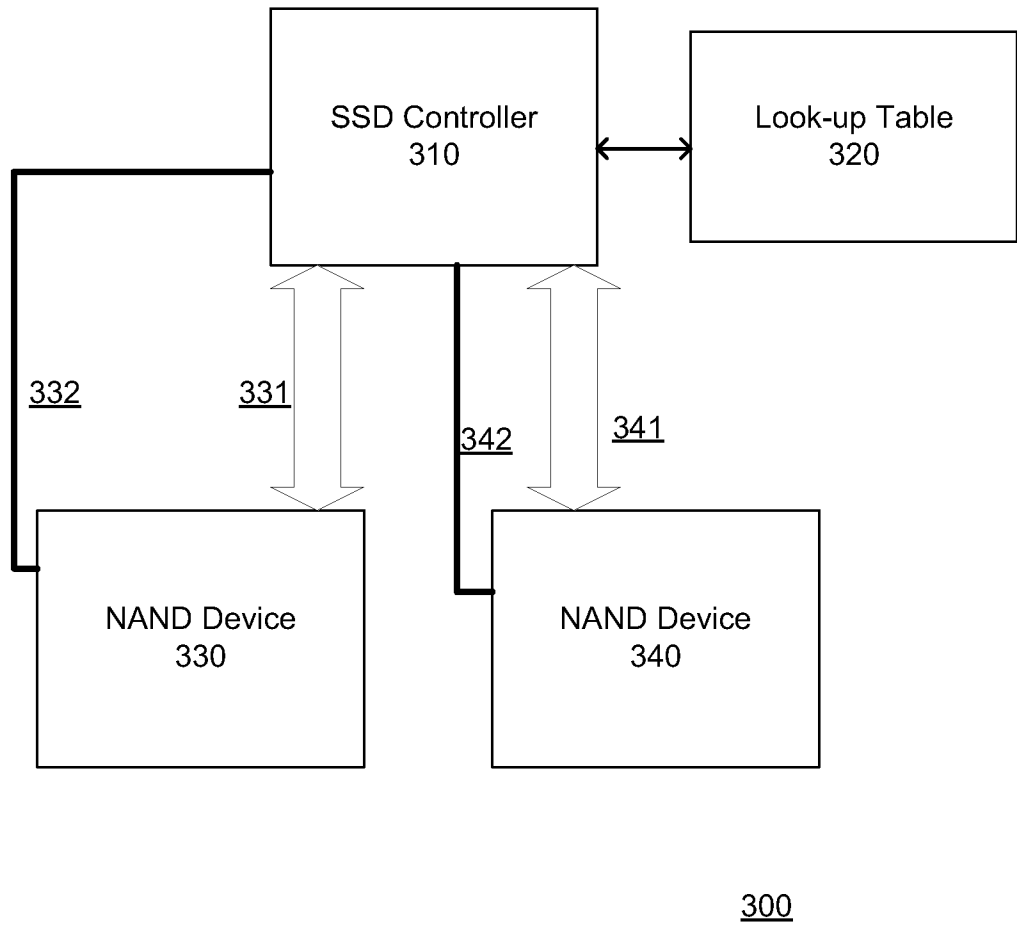 SSD Controller
310
Look-up Table
320
332
331
342
341
NAND Device
330
NAND Device
340
300